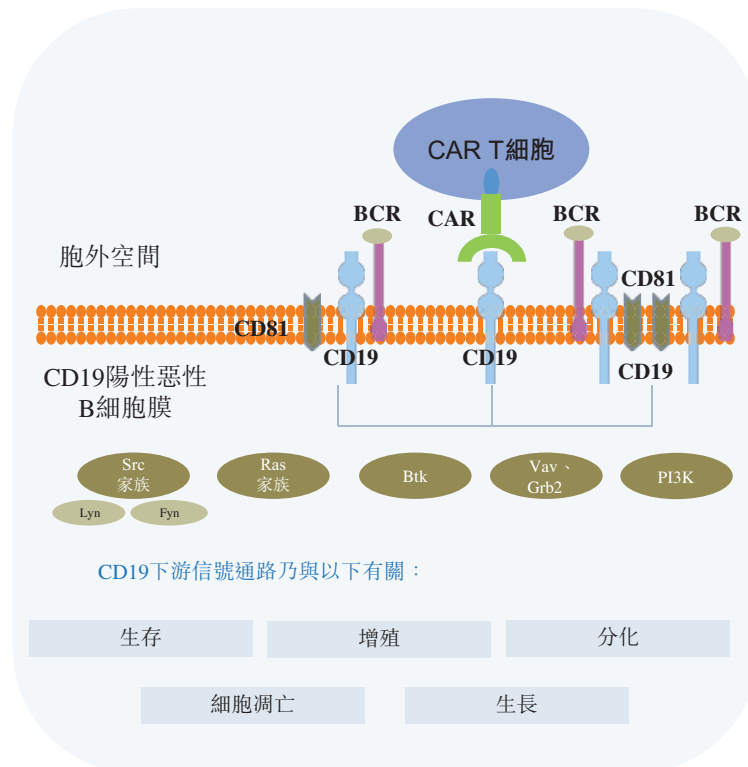 CAR T細胞
BCR
CAR
BCR
BCR
胞外空間
CD81
CD81
CD19
CD19
CD19
CD19陽性惡性
B細胞膜
Src
家族
Ras
家族
Btk
Vav、
Grb2
PI3K
Lyn
Fyn
CD19下游信號通路乃與以下有關：
生存
增殖
分化
細胞凋亡
生長